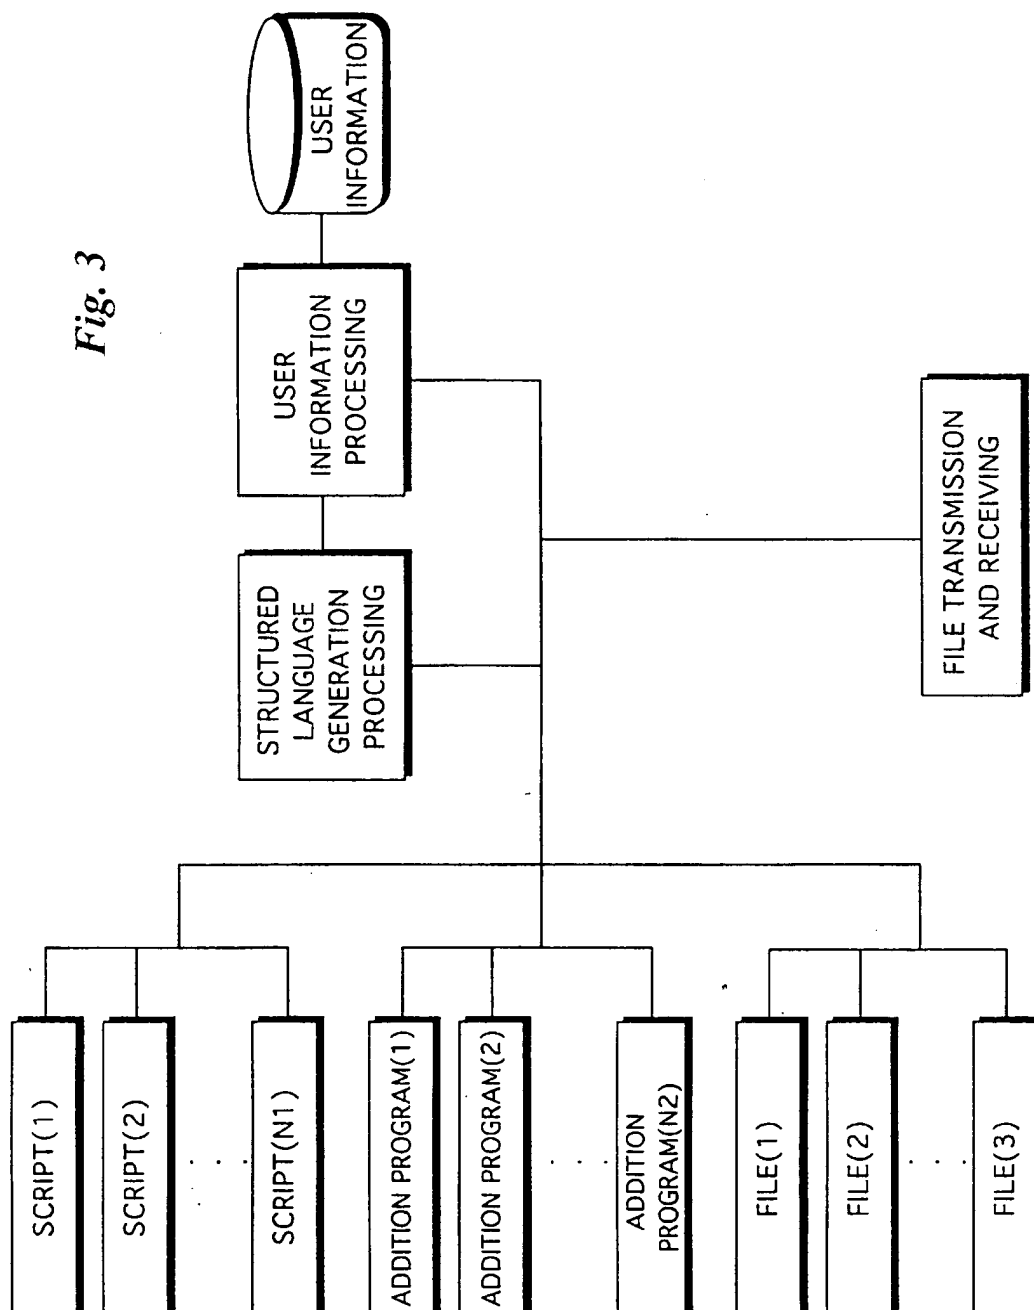 Fig. 3
USER
INFORMATION
USER
INFORMATION
PROCESSING
STRUCTURED
LANGUAGE
GENERATION
PROCESSING
FILE TRANSMISSION
AND RECEIVING
SCRIPT(1)
SCRIPT(2)
. . .
SCRIPT(N1)
ADDITION PROGRAM(1)
ADDITION PROGRAM(2)
. . .
ADDITION
PROGRAM(N2)
FILE(1)
FILE(2)
. . .
FILE(3)